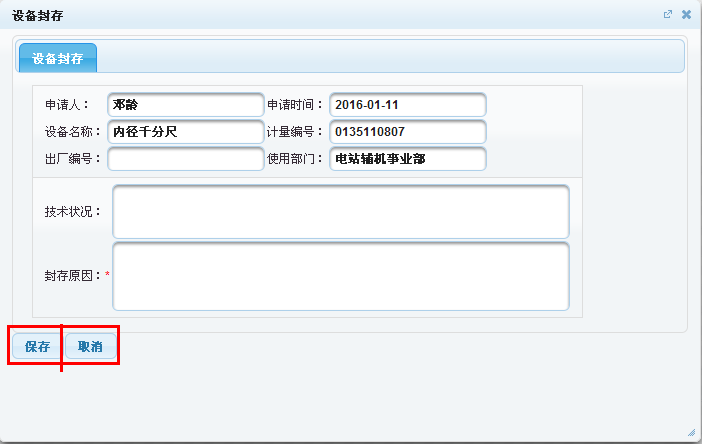 设备封存
设备封存
申请人： 邓龄 申请时间： 2016-01-11
设备名称： 内径千分尺 计量编号： 0135110807
出厂编号： 使用部门： 电站辅机事业部
技术状况：
封存原因：*
保存 取消